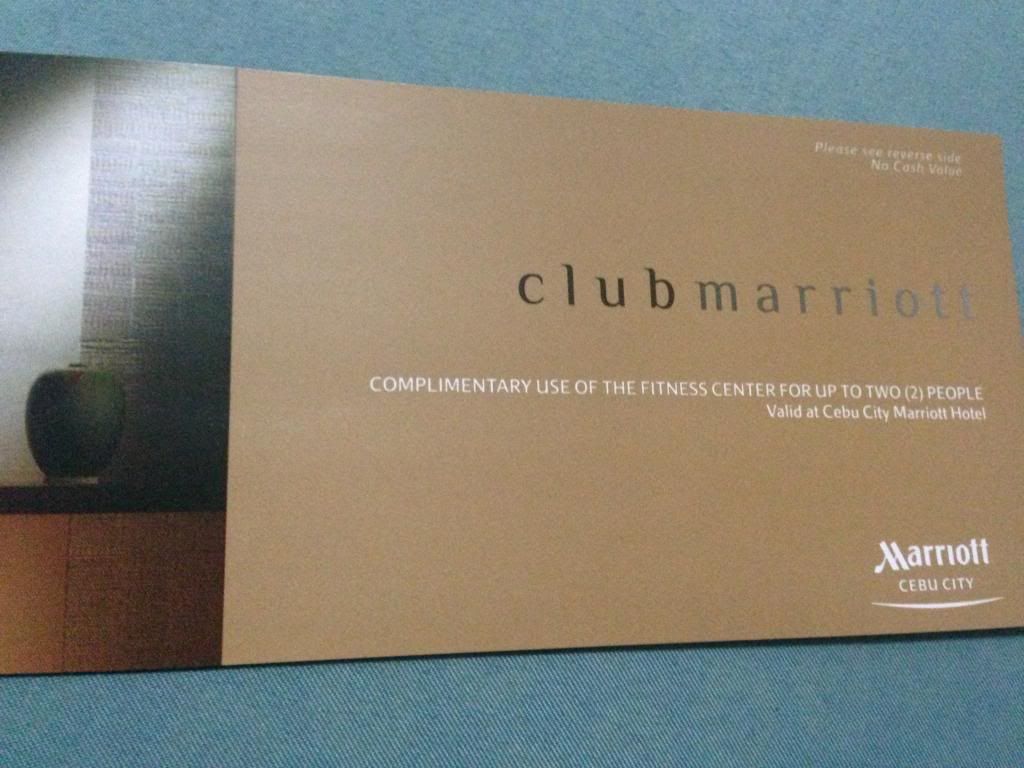 Please see reverse side
No Cash Value
clubmarriott
COMPLIMENTARY USE OF THE FITNESS CENTER FOR UP TO TWO (2) PEOPLE
Valid at Cebu City Marriott Hotel
Marriott
CEBU CITY